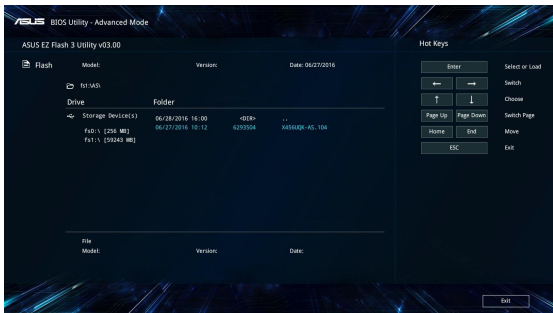 ASUS BIOS Utility - Advanced Mode
ASUS EZ Flash 3 Utility v03.00
Hot Keys
Flash Model: Version: Date: 06/27/2016
Enter Select or Load
fs1:\AS\
← → Switch
Drive Folder
↑ ↓ Choose
Storage Device(s)
06/28/2016 16:00 <DIR> ..
Page Up Page Down Switch Page
fs0:\ [256 MB]
06/27/2016 10:12 6293504 X456UQK-AS.104
fs1:\ [59243 MB]
Home End Move
ESC Exit
File
Model: Version: Date:
Exit